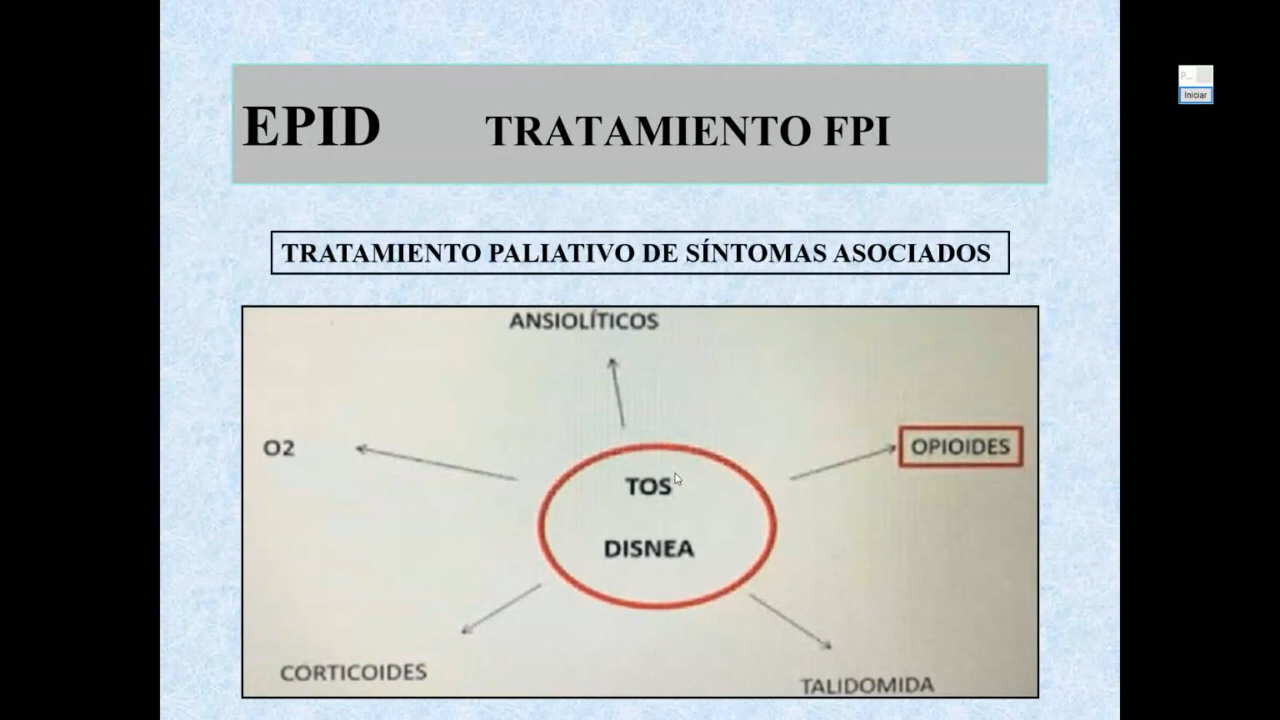 EPID TRATAMIENTO FPI
P...
Iniciar
TRATAMIENTO PALIATIVO DE SÍNTOMAS ASOCIADOS
ANSIOLÍTICOS
O2
OPIOIDES
TOS
DISNEA
CORTICOIDES
TALIDOMIDA